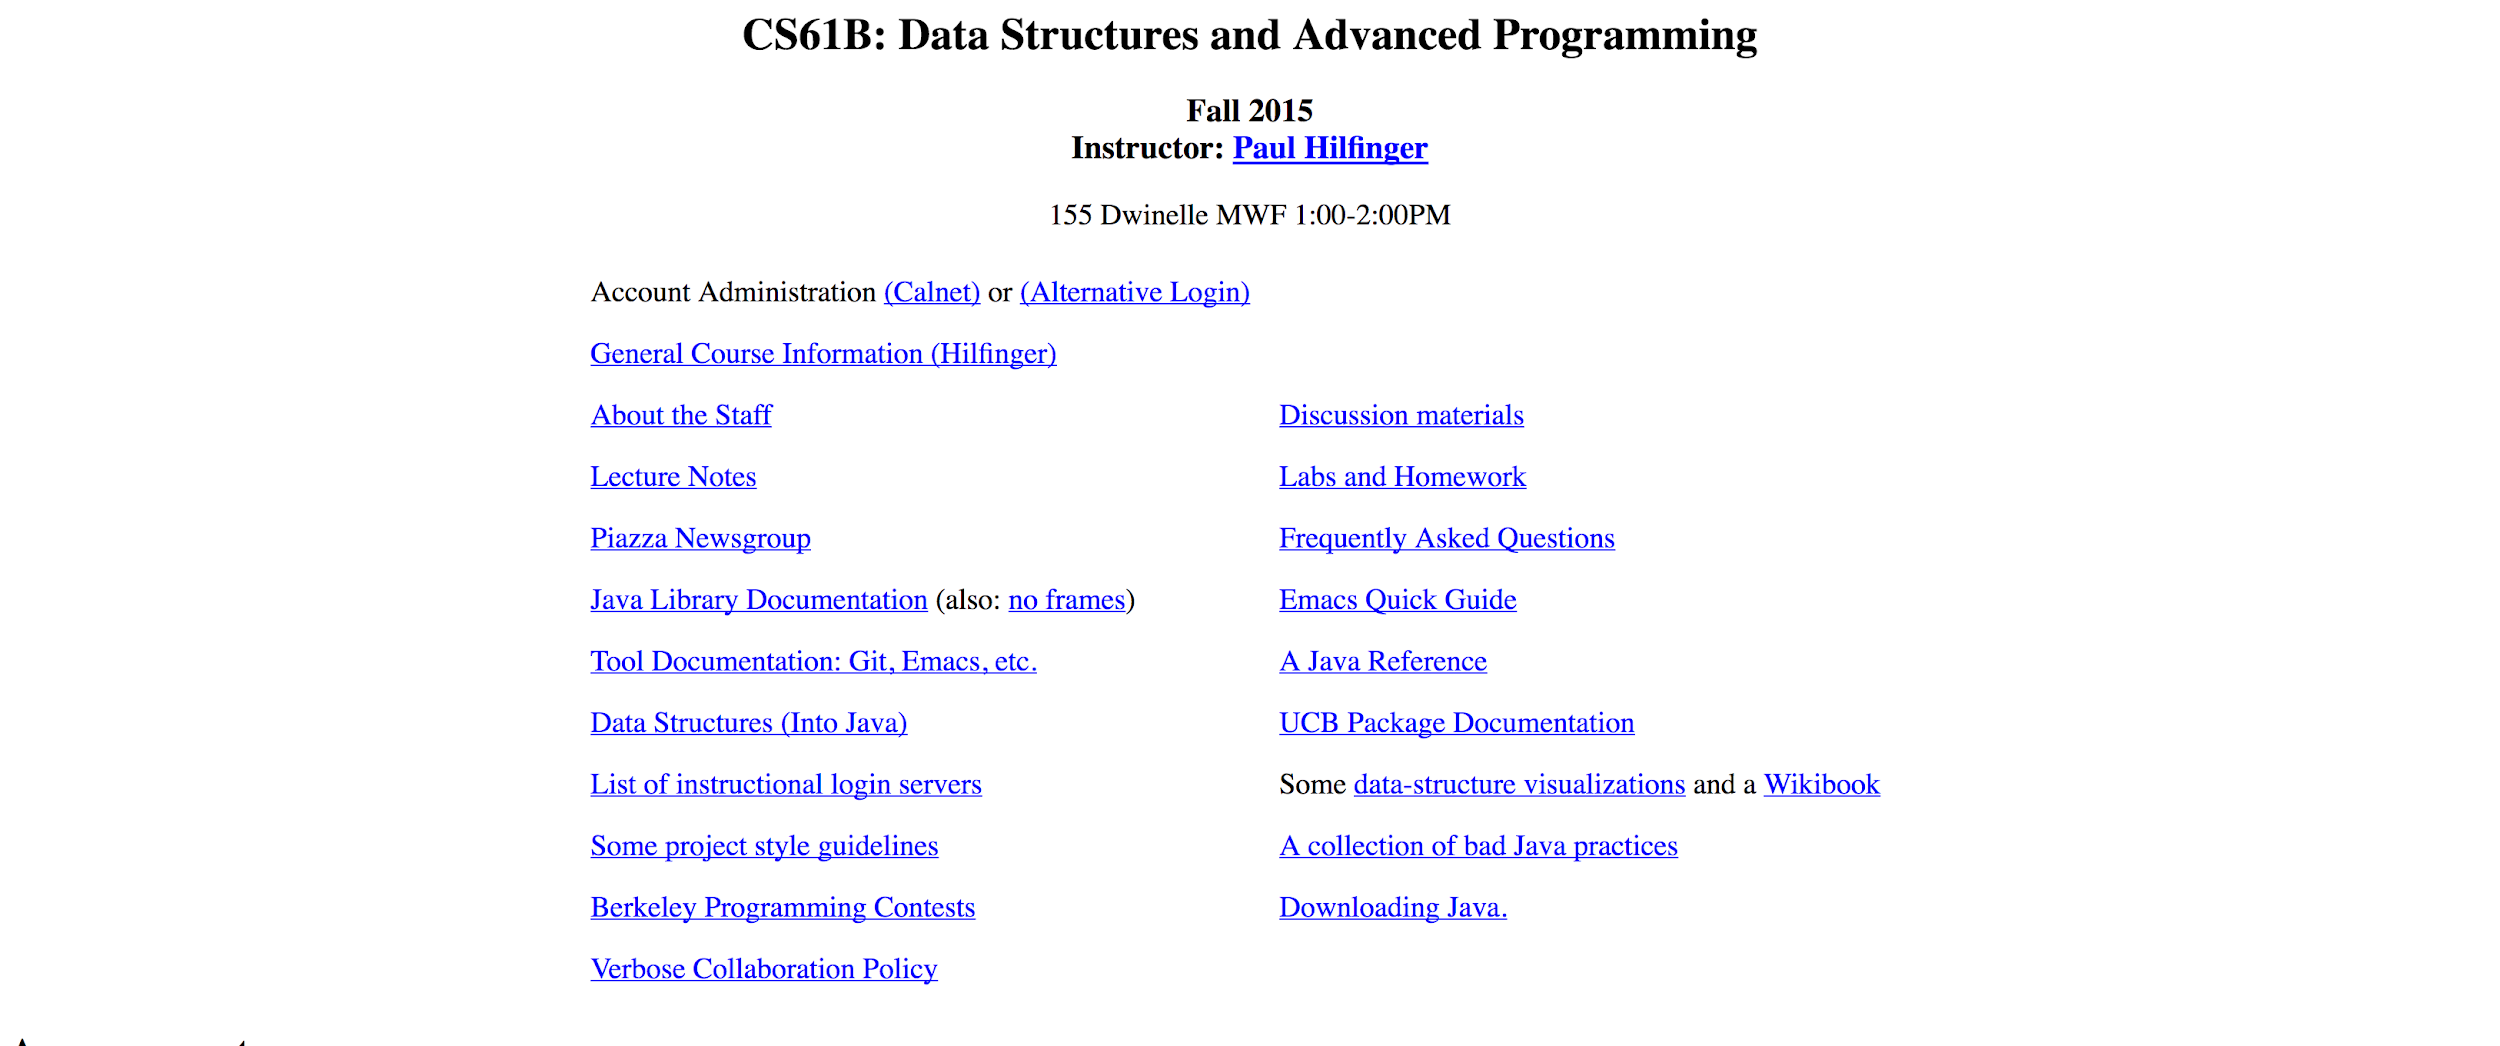 CS61B: Data Structures and Advanced Programming
Fall 2015
Instructor: Paul Hilfinger
155 Dwinelle MWF 1:00-2:00PM
Account Administration (Calnet) or (Alternative Login)
General Course Information (Hilfinger)
About the Staff
Discussion materials
Lecture Notes
Labs and Homework
Piazza Newsgroup
Frequently Asked Questions
Java Library Documentation (also: no frames)
Emacs Quick Guide
Tool Documentation: Git, Emacs, etc.
A Java Reference
Data Structures (Into Java)
UCB Package Documentation
List of instructional login servers
Some data-structure visualizations and a Wikibook
Some project style guidelines
A collection of bad Java practices
Berkeley Programming Contests
Downloading Java.
Verbose Collaboration Policy